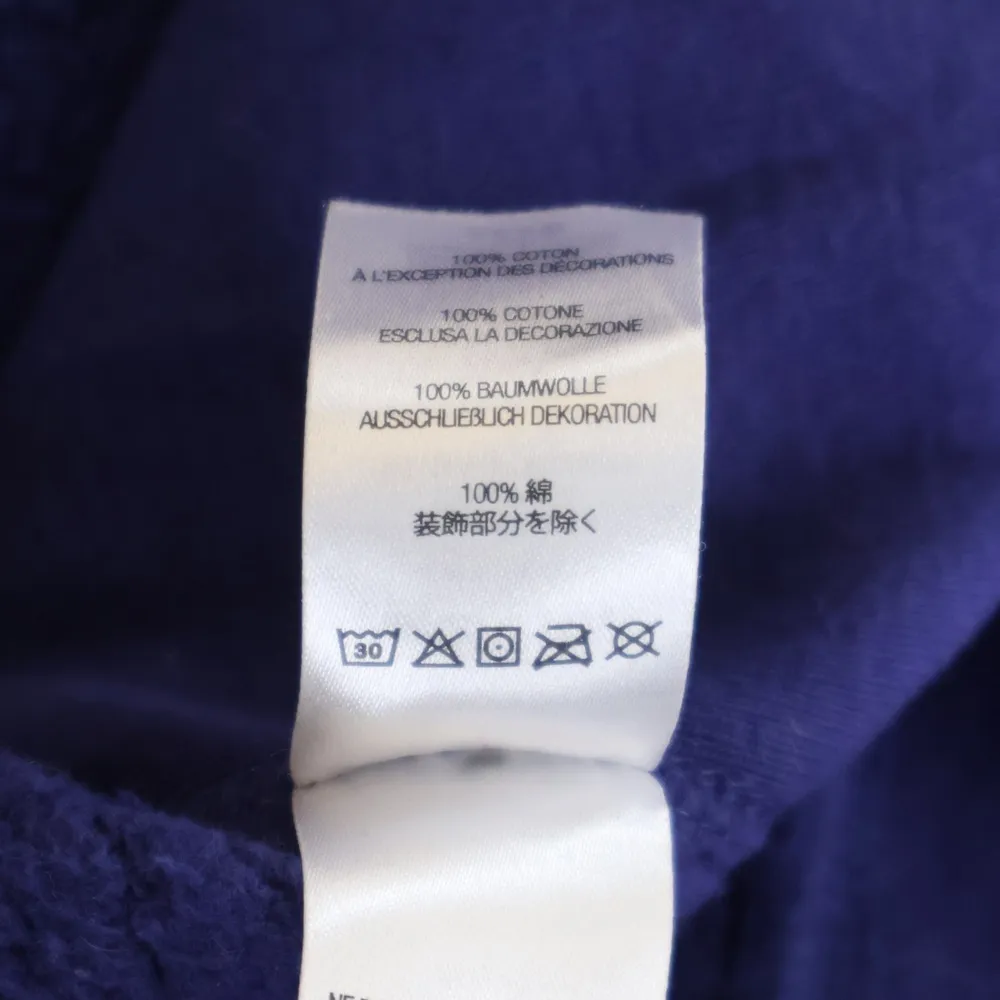 100% COTON
À L'EXCEPTION DES DÉCORATIONS
100% COTONE
ESCLUSA LA DECORAZIONE
100% BAUMWOLLE
AUSSCHLIEßLICH DEKORATION
100% 綿
装飾部分を除く
30